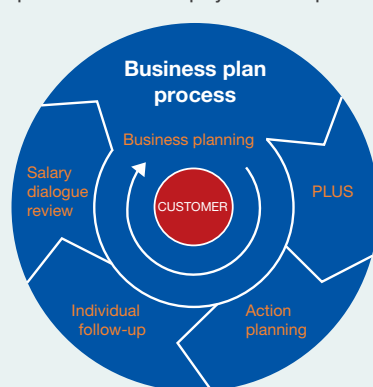 Business plan
process
Business planning
Salary
dialogue
review
CUSTOMER
PLUS
Individual
follow-up
Action
planning